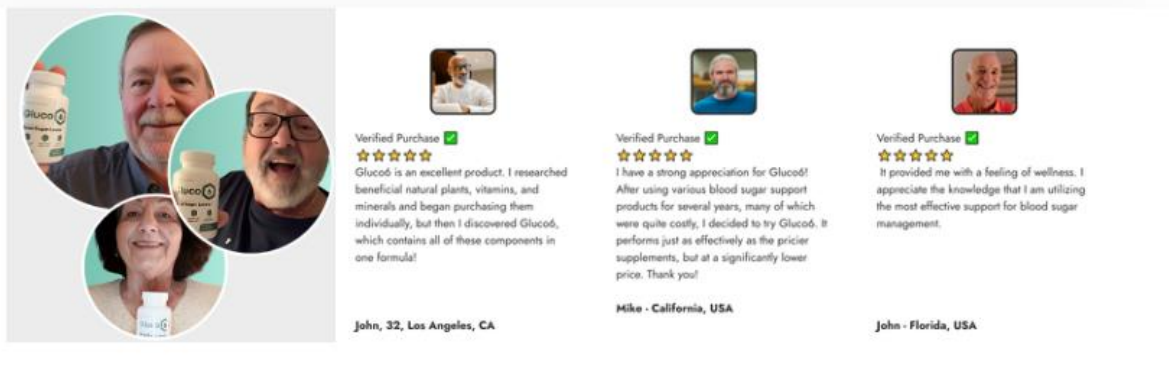 Gluco6
Verified Purchase ✅
⭐⭐⭐⭐⭐
Gluco6 is an excellent product. I researched
beneficial natural plants, vitamins, and
minerals and began purchasing them
individually, but then I discovered Gluco6,
which contains all of these components in
one formula!
John, 32, Los Angeles, CA
Verified Purchase ✅
⭐⭐⭐⭐⭐
I have a strong appreciation for Gluco6!
After using various blood sugar support
products for several years, many of which
were quite costly, I decided to try Gluco6. It
performs just as effectively as the pricier
supplements, but at a significantly lower
price. Thank you!
Mike - California, USA
Verified Purchase ✅
⭐⭐⭐⭐⭐
It provided me with a feeling of wellness. I
appreciate the knowledge that I am utilizing
the most effective support for blood sugar
management.
John - Florida, USA